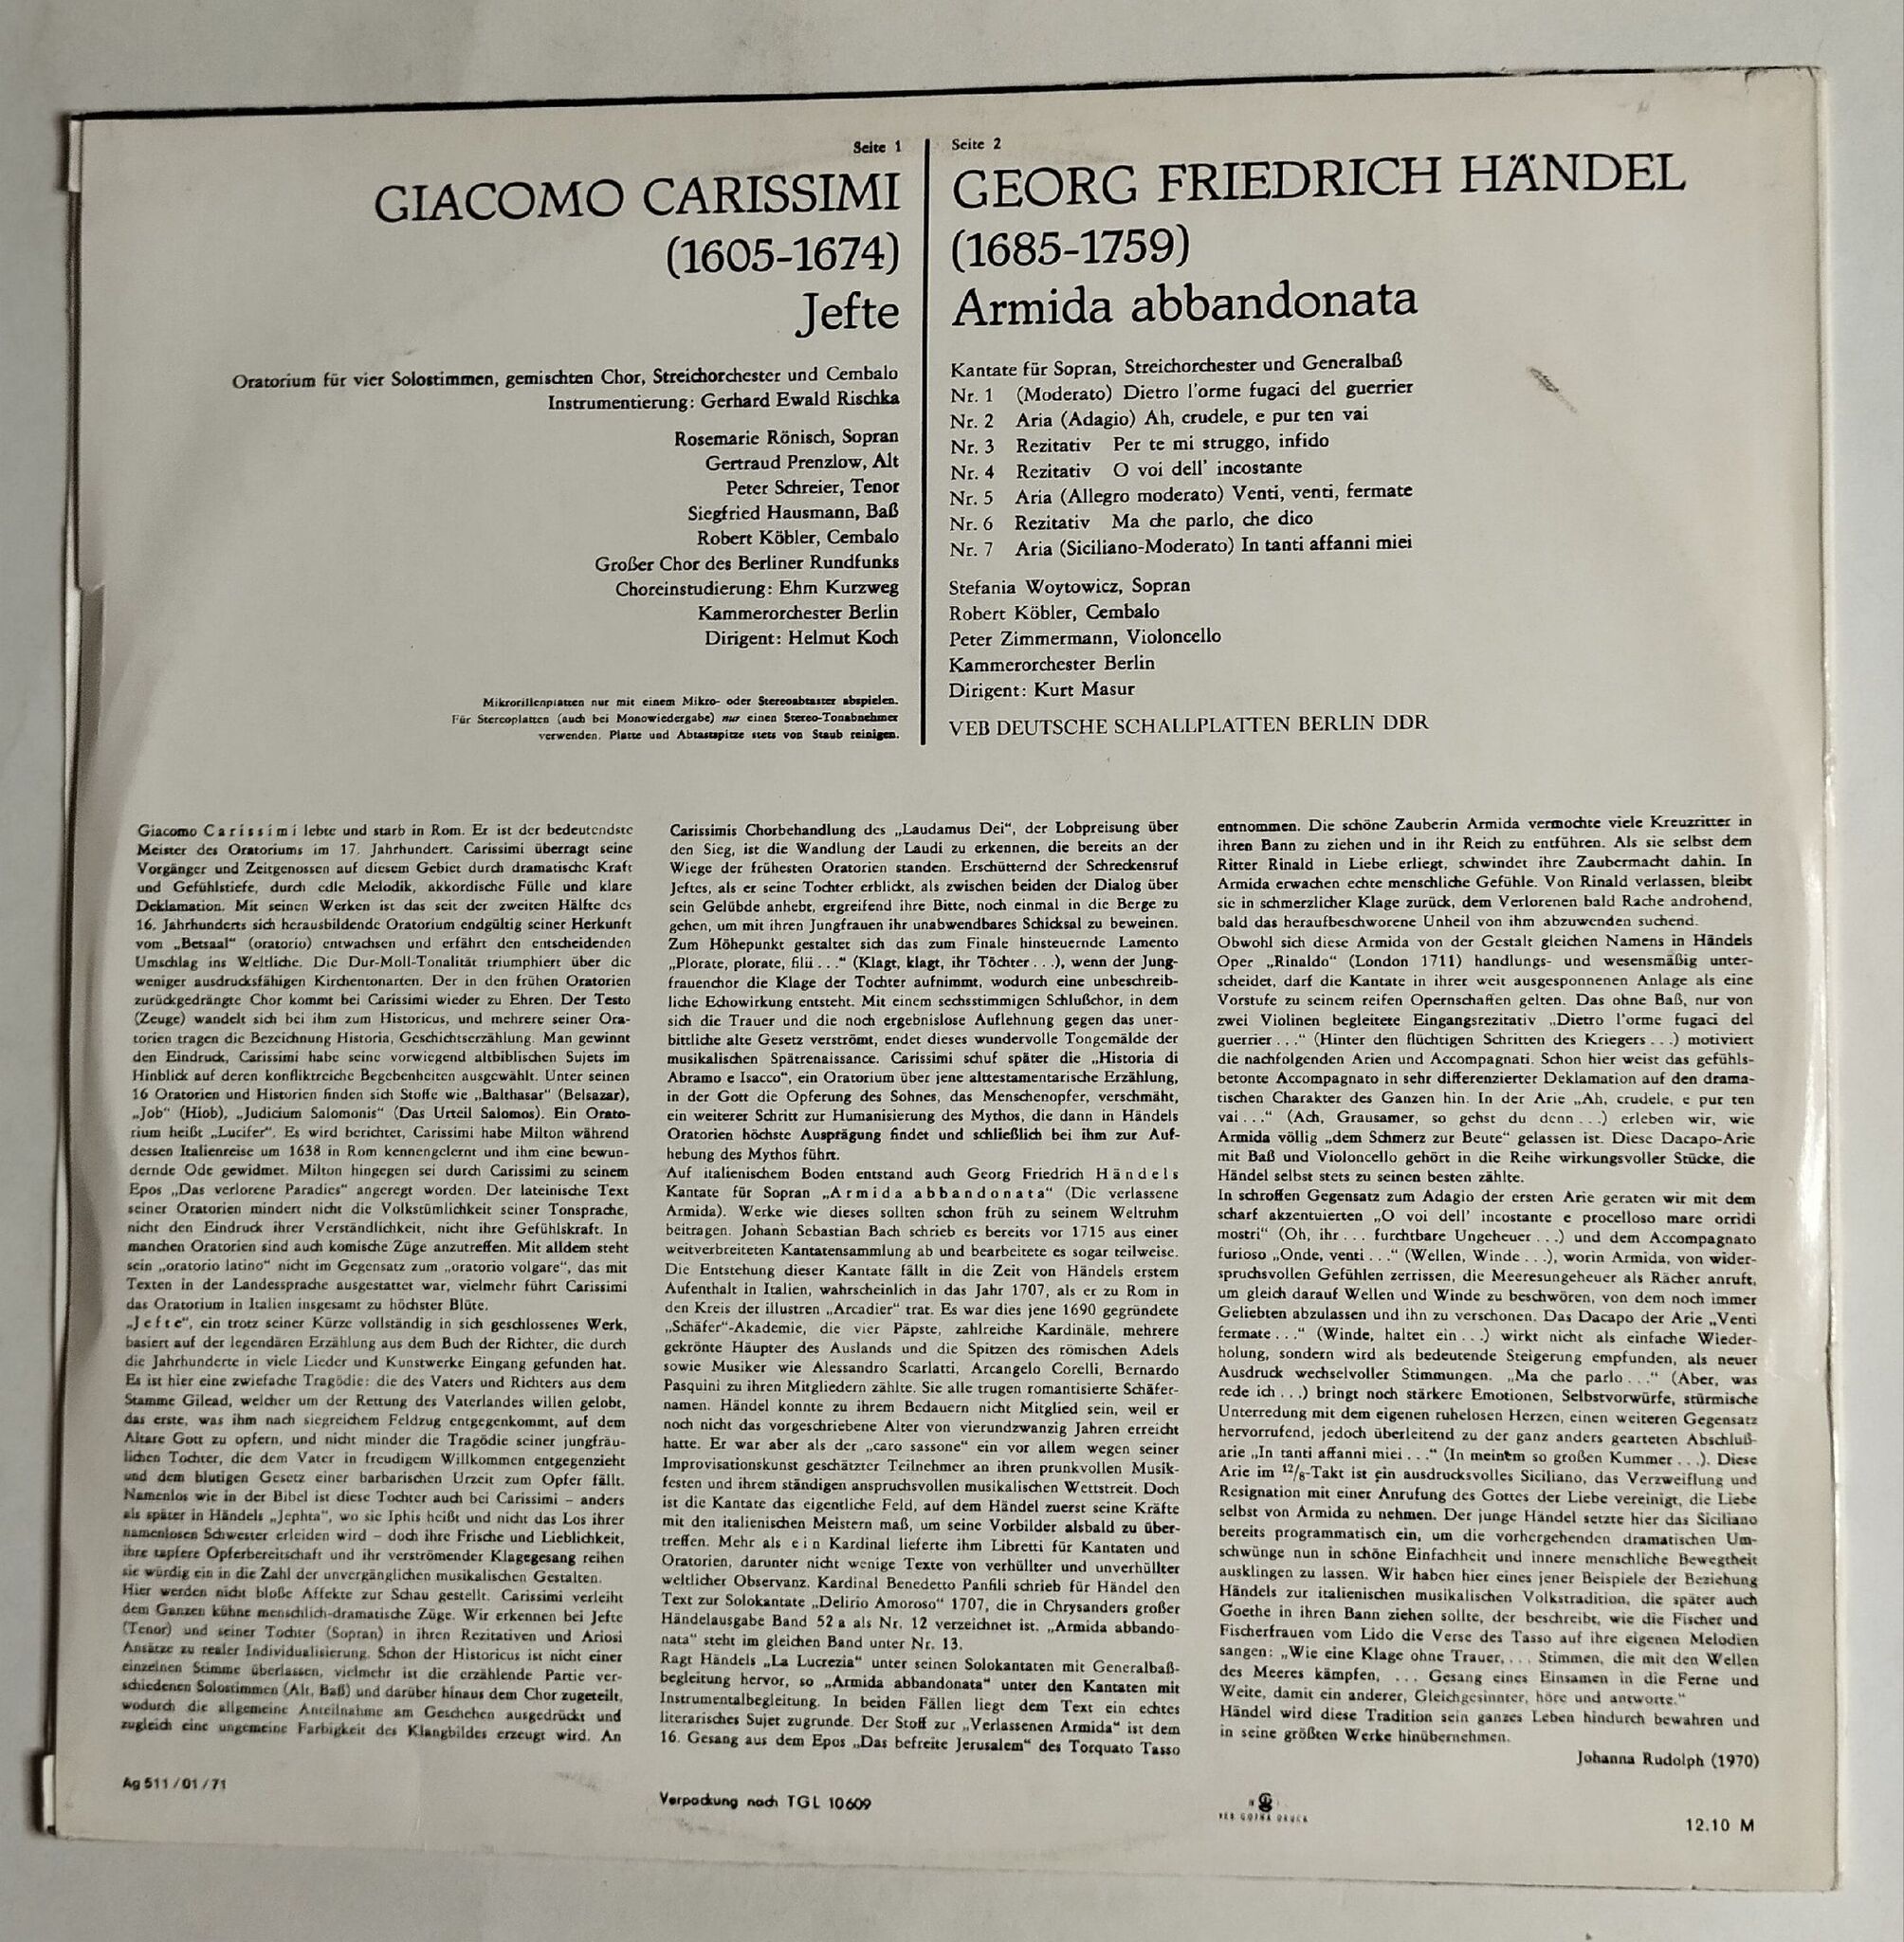 Seite 1
GIACOMO CARISSIMI
(1605-1674)
Jefte
Oratorium für vier Solostimmen, gemischten Chor, Streichorchester und Cembalo
Instrumentierung: Gerhard Ewald Rischka
Rosemarie Rönisch, Sopran
Gertraud Prenzlow, Alt
Peter Schreier, Tenor
Siegfried Hausmann, Baß
Robert Köbler, Cembalo
Großer Chor des Berliner Rundfunks
Choreinstudierung: Ehm Kurzweg
Kammerorchester Berlin
Dirigent: Helmut Koch
Mikrorillenplatten nur mit einem Mikro- oder Stereoabtaster abspielen.
Für Stereoplatten (auch bei Monowiedergabe) nur einen Stereo-Tonabnehmer
verwenden. Platte und Abtastspitze stets von Staub reinigen.
Seite 2
GEORG FRIEDRICH HÄNDEL
(1685-1759)
Armida abbandonata
Kantate für Sopran, Streichorchester und Generalbaß
Nr. 1 (Moderato) Dietro l'orme fugaci del guerrier
Nr. 2 Aria (Adagio) Ah, crudele, e pur ten vai
Nr. 3 Rezitativ Per te mi struggo, infido
Nr. 4 Rezitativ O voi dell' incostante
Nr. 5 Aria (Allegro moderato) Venti, venti, fermate
Nr. 6 Rezitativ Ma che parlo, che dico
Nr. 7 Aria (Siciliano-Moderato) In tanti affanni miei
Stefania Woytowicz, Sopran
Robert Köbler, Cembalo
Peter Zimmermann, Violoncello
Kammerorchester Berlin
Dirigent: Kurt Masur
VEB DEUTSCHE SCHALLPLATTEN BERLIN DDR
Giacomo Carissimi lebte und starb in Rom. Er ist der bedeutendste
Meister des Oratoriums im 17. Jahrhundert. Carissimi überragt seine
Vorgänger und Zeitgenossen auf diesem Gebiet durch dramatische Kraft
und Gefühlstiefe, durch edle Melodik, akkordische Fülle und klare
Deklamation. Mit seinen Werken ist das seit der zweiten Hälfte des
16. Jahrhunderts sich herausbildende Oratorium endgültig seiner Herkunft
vom „Betsaal“ (oratorio) entwachsen und erfährt den entscheidenden
Umschlag ins Weltliche. Die Dur-Moll-Tonalität triumphiert über die
weniger ausdrucksfähigen Kirchentonarten. Der in den frühen Oratorien
zurückgedrängte Chor kommt bei Carissimi wieder zu Ehren. Der Testo
(Zeuge) wandelt sich bei ihm zum Historicus, und mehrere seiner Ora-
torien tragen die Bezeichnung Historia, Geschichtserzählung. Man gewinnt
den Eindruck, Carissimi habe seine vorwiegend altbiblischen Sujets im
Hinblick auf deren konfliktreiche Begebenheiten ausgewählt. Unter seinen
16 Oratorien und Historien finden sich Stoffe wie „Balthasar“ (Belsazar),
„Job“ (Hiob), „Judicium Salomonis“ (Das Urteil Salomos). Ein Orato-
rium heißt „Lucifer“. Es wird berichtet, Carissimi habe Milton während
dessen Italienreise um 1638 in Rom kennengelernt und ihm eine bewun-
dernde Ode gewidmet. Milton hingegen sei durch Carissimi zu seinem
Epos „Das verlorene Paradies“ angeregt worden. Der lateinische Text
seiner Oratorien mindert nicht die Volkstümlichkeit seiner Tonsprache,
nicht den Eindruck ihrer Verständlichkeit, nicht ihre Gefühlskraft. In
manchen Oratorien sind auch komische Züge anzutreffen. Mit alldem steht
sein „oratorio latino“ nicht im Gegensatz zum „oratorio volgare“, das mit
Texten in der Landessprache ausgestattet war, vielmehr führt Carissimi
das Oratorium in Italien insgesamt zu höchster Blüte.
„Jefte“, ein trotz seiner Kürze vollständig in sich geschlossenes Werk,
basiert auf der legendären Erzählung aus dem Buch der Richter, die durch
die Jahrhunderte in viele Lieder und Kunstwerke Eingang gefunden hat.
Es ist hier eine zwiefache Tragödie: die des Vaters und Richters aus dem
Stamme Gilead, welcher um der Rettung des Vaterlandes willen gelobt,
das erste, was ihm nach siegreichem Feldzug entgegenkommt, auf dem
Altare Gott zu opfern, und nicht minder die Tragödie seiner jungfräu-
lichen Tochter, die dem Vater in freudigem Willkommen entgegenzieht
und dem blutigen Gesetz einer barbarischen Urzeit zum Opfer fällt.
Namenlos wie in der Bibel ist diese Tochter auch bei Carissimi – anders
als später in Händels „Jephta“, wo sie Iphis heißt und nicht das Los ihrer
namenlosen Schwester erleiden wird – doch ihre Frische und Lieblichkeit,
ihre tapfere Opferbereitschaft und ihr verströmender Klagegesang reihen
sie würdig ein in die Zahl der unvergänglichen musikalischen Gestalten.
Hier werden nicht bloße Affekte zur Schau gestellt. Carissimi verleiht
dem Ganzen kühne menschlich-dramatische Züge. Wir erkennen bei Jefte
(Tenor) und seiner Tochter (Sopran) in ihren Rezitativen und Ariosi
Ansätze zu realer Individualisierung. Schon der Historicus ist nicht einer
einzelnen Stimme überlassen, vielmehr ist die erzählende Partie ver-
schiedenen Solostimmen (Alt, Baß) und darüber hinaus dem Chor zugeteilt,
wodurch die allgemeine Anteilnahme am Geschehen ausgedrückt und
zugleich eine ungemeine Farbigkeit des Klangbildes erzeugt wird. An
Carissimis Chorbehandlung des „Laudamus Dei“, der Lobpreisung über
den Sieg, ist die Wandlung der Laudi zu erkennen, die bereits an der
Wiege der frühesten Oratorien standen. Erschütternd der Schreckensruf
Jeftes, als er seine Tochter erblickt, als zwischen beiden der Dialog über
sein Gelübde anhebt, ergreifend ihre Bitte, noch einmal in die Berge zu
gehen, um mit ihren Jungfrauen ihr unabwendbares Schicksal zu beweinen.
Zum Höhepunkt gestaltet sich das zum Finale hinsteuernde Lamento
„Plorate, plorate, filii . . .“ (Klagt, klagt, ihr Töchter . . .), wenn der Jung-
frauenchor die Klage der Tochter aufnimmt, wodurch eine unbeschreib-
liche Echowirkung entsteht. Mit einem sechsstimmigen Schlußchor, in dem
sich die Trauer und die noch ergebnislose Auflehnung gegen das uner-
bittliche alte Gesetz verströmt, endet dieses wundervolle Tongemälde der
musikalischen Spätrenaissance. Carissimi schuf später die „Historia di
Abramo e Isacco“, ein Oratorium über jene alttestamentarische Erzählung,
in der Gott die Opferung des Sohnes, das Menschenopfer, verschmäht,
ein weiterer Schritt zur Humanisierung des Mythos, die dann in Händels
Oratorien höchste Ausprägung findet und schließlich bei ihm zur Auf-
hebung des Mythos führt.
Auf italienischem Boden entstand auch Georg Friedrich Händels
Kantate für Sopran „Armida abbandonata“ (Die verlassene
Armida). Werke wie dieses sollten schon früh zu seinem Weltruhm
beitragen. Johann Sebastian Bach schrieb es bereits vor 1715 aus einer
weitverbreiteten Kantatensammlung ab und bearbeitete es sogar teilweise.
Die Entstehung dieser Kantate fällt in die Zeit von Händels erstem
Aufenthalt in Italien, wahrscheinlich in das Jahr 1707, als er zu Rom in
den Kreis der illustren „Arcadier“ trat. Es war dies jene 1690 gegründete
„Schäfer“-Akademie, die vier Päpste, zahlreiche Kardinäle, mehrere
gekrönte Häupter des Auslands und die Spitzen des römischen Adels
sowie Musiker wie Alessandro Scarlatti, Arcangelo Corelli, Bernardo
Pasquini zu ihren Mitgliedern zählte. Sie alle trugen romantisierte Schäfer-
namen. Händel konnte zu ihrem Bedauern nicht Mitglied sein, weil er
noch nicht das vorgeschriebene Alter von vierundzwanzig Jahren erreicht
hatte. Er war aber als der „caro sassone“ ein vor allem wegen seiner
Improvisationskunst geschätzter Teilnehmer an ihren prunkvollen Musik-
festen und ihrem ständigen anspruchsvollen musikalischen Wettstreit. Doch
ist die Kantate das eigentliche Feld, auf dem Händel zuerst seine Kräfte
mit den italienischen Meistern maß, um seine Vorbilder alsbald zu über-
treffen. Mehr als ein Kardinal lieferte ihm Libretti für Kantaten und
Oratorien, darunter nicht wenige Texte von verhüllter und unverhüllter
weltlicher Observanz. Kardinal Benedetto Panfili schrieb für Händel den
Text zur Solokantate „Delirio Amoroso“ 1707, die in Chrysanders großer
Händelausgabe Band 52 a als Nr. 12 verzeichnet ist. „Armida abbando-
nata“ steht im gleichen Band unter Nr. 13.
Ragt Händels „La Lucrezia“ unter seinen Solokantaten mit Generalbaß-
begleitung hervor, so „Armida abbandonata“ unter den Kantaten mit
Instrumentalbegleitung. In beiden Fällen liegt dem Text ein echtes
literarisches Sujet zugrunde. Der Stoff zur „Verlassenen Armida“ ist dem
16. Gesang aus dem Epos „Das befreite Jerusalem“ des Torquato Tasso
entnommen. Die schöne Zauberin Armida vermochte viele Kreuzritter in
ihren Bann zu ziehen und in ihr Reich zu entführen. Als sie selbst dem
Ritter Rinald in Liebe erliegt, schwindet ihre Zaubermacht dahin. In
Armida erwachen echte menschliche Gefühle. Von Rinald verlassen, bleibt
sie in schmerzlicher Klage zurück, dem Verlorenen bald Rache androhend,
bald das heraufbeschworene Unheil von ihm abzuwenden suchend.
Obwohl sich diese Armida von der Gestalt gleichen Namens in Händels
Oper „Rinaldo“ (London 1711) handlungs- und wesensmäßig unter-
scheidet, darf die Kantate in ihrer weit ausgesponnenen Anlage als eine
Vorstufe zu seinem reifen Opernschaffen gelten. Das ohne Baß, nur von
zwei Violinen begleitete Eingangsrezitativ „Dietro l'orme fugaci del
guerrier . . .“ (Hinter den flüchtigen Schritten des Kriegers . . .) motiviert
die nachfolgenden Arien und Accompagnati. Schon hier weist das gefühls-
betonte Accompagnato in sehr differenzierter Deklamation auf den drama-
tischen Charakter des Ganzen hin. In der Arie „Ah, crudele, e pur ten
vai . . .“ (Ach, Grausamer, so gehst du denn . . .) erleben wir, wie
Armida völlig „dem Schmerz zur Beute“ gelassen ist. Diese Dacapo-Arie
mit Baß und Violoncello gehört in die Reihe wirkungsvoller Stücke, die
Händel selbst stets zu seinen besten zählte.
In schroffen Gegensatz zum Adagio der ersten Arie geraten wir mit dem
scharf akzentuierten „O voi dell' incostante e procelloso mare orridi
mostri“ (Oh, ihr . . . furchtbare Ungeheuer . . .) und dem Accompagnato
furioso „Onde, venti . . .“ (Wellen, Winde . . .), worin Armida, von wider-
spruchsvollen Gefühlen zerrissen, die Meeresungeheuer als Rächer anruft,
um gleich darauf Wellen und Winde zu beschwören, von dem noch immer
Geliebten abzulassen und ihn zu verschonen. Das Dacapo der Arie „Venti
fermate . . .“ (Winde, haltet ein . . .) wirkt nicht als einfache Wieder-
holung, sondern wird als bedeutende Steigerung empfunden, als neuer
Ausdruck wechselvoller Stimmungen. „Ma che parlo . . .“ (Aber, was
rede ich . . .) bringt noch stärkere Emotionen, Selbstvorwürfe, stürmische
Unterredung mit dem eigenen ruhelosen Herzen, einen weiteren Gegensatz
hervorrufend, jedoch überleitend zu der ganz anders gearteten Abschluß-
arie „In tanti affanni miei . . .“ (In meinem so großen Kummer . . .). Diese
Arie im 12/8-Takt ist ein ausdrucksvolles Siciliano, das Verzweiflung und
Resignation mit einer Anrufung des Gottes der Liebe vereinigt, die Liebe
selbst von Armida zu nehmen. Der junge Händel setzte hier das Siciliano
bereits programmatisch ein, um die vorhergehenden dramatischen Um-
schwünge nun in schöne Einfachheit und innere menschliche Bewegtheit
ausklingen zu lassen. Wir haben hier eines jener Beispiele der Beziehung
Händels zur italienischen musikalischen Volkstradition, die später auch
Goethe in ihren Bann ziehen sollte, der beschreibt, wie die Fischer und
Fischerfrauen vom Lido die Verse des Tasso auf ihre eigenen Melodien
sangen: „Wie eine Klage ohne Trauer, . . . Stimmen, die mit den Wellen
des Meeres kämpfen, . . . Gesang eines Einsamen in die Ferne und
Weite, damit ein anderer, Gleichgesinnter, höre und antworte.“
Händel wird diese Tradition sein ganzes Leben hindurch bewahren und
in seine größten Werke hinübernehmen.
Johanna Rudolph (1970)
Ag 511/01/71
Verpackung nach TGL 10609
VEB GOTHA DRUCK
12.10 M